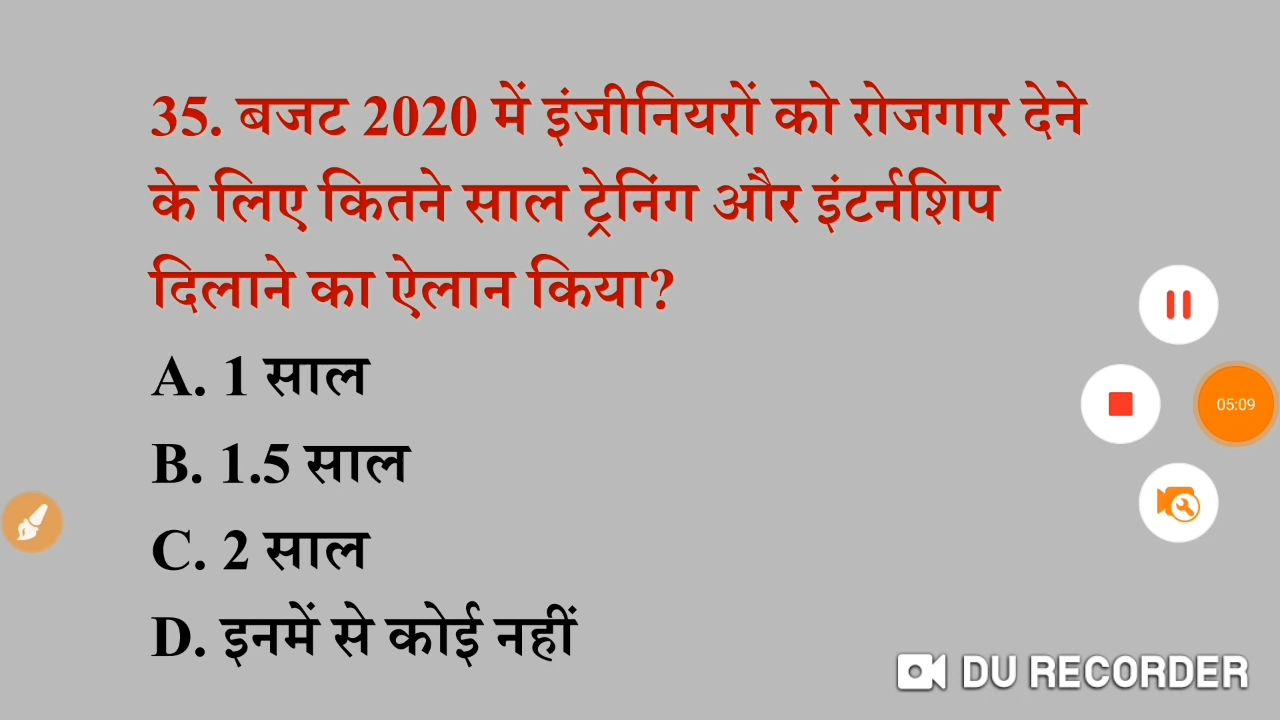 35. बजट 2020 में इंजीनियरों को रोजगार देने
के लिए कितने साल ट्रेनिंग और इंटर्नशिप
दिलाने का ऐलान किया?
A. 1 साल
B. 1.5 साल
C. 2 साल
D. इनमें से कोई नहीं
05:09
DU RECORDER